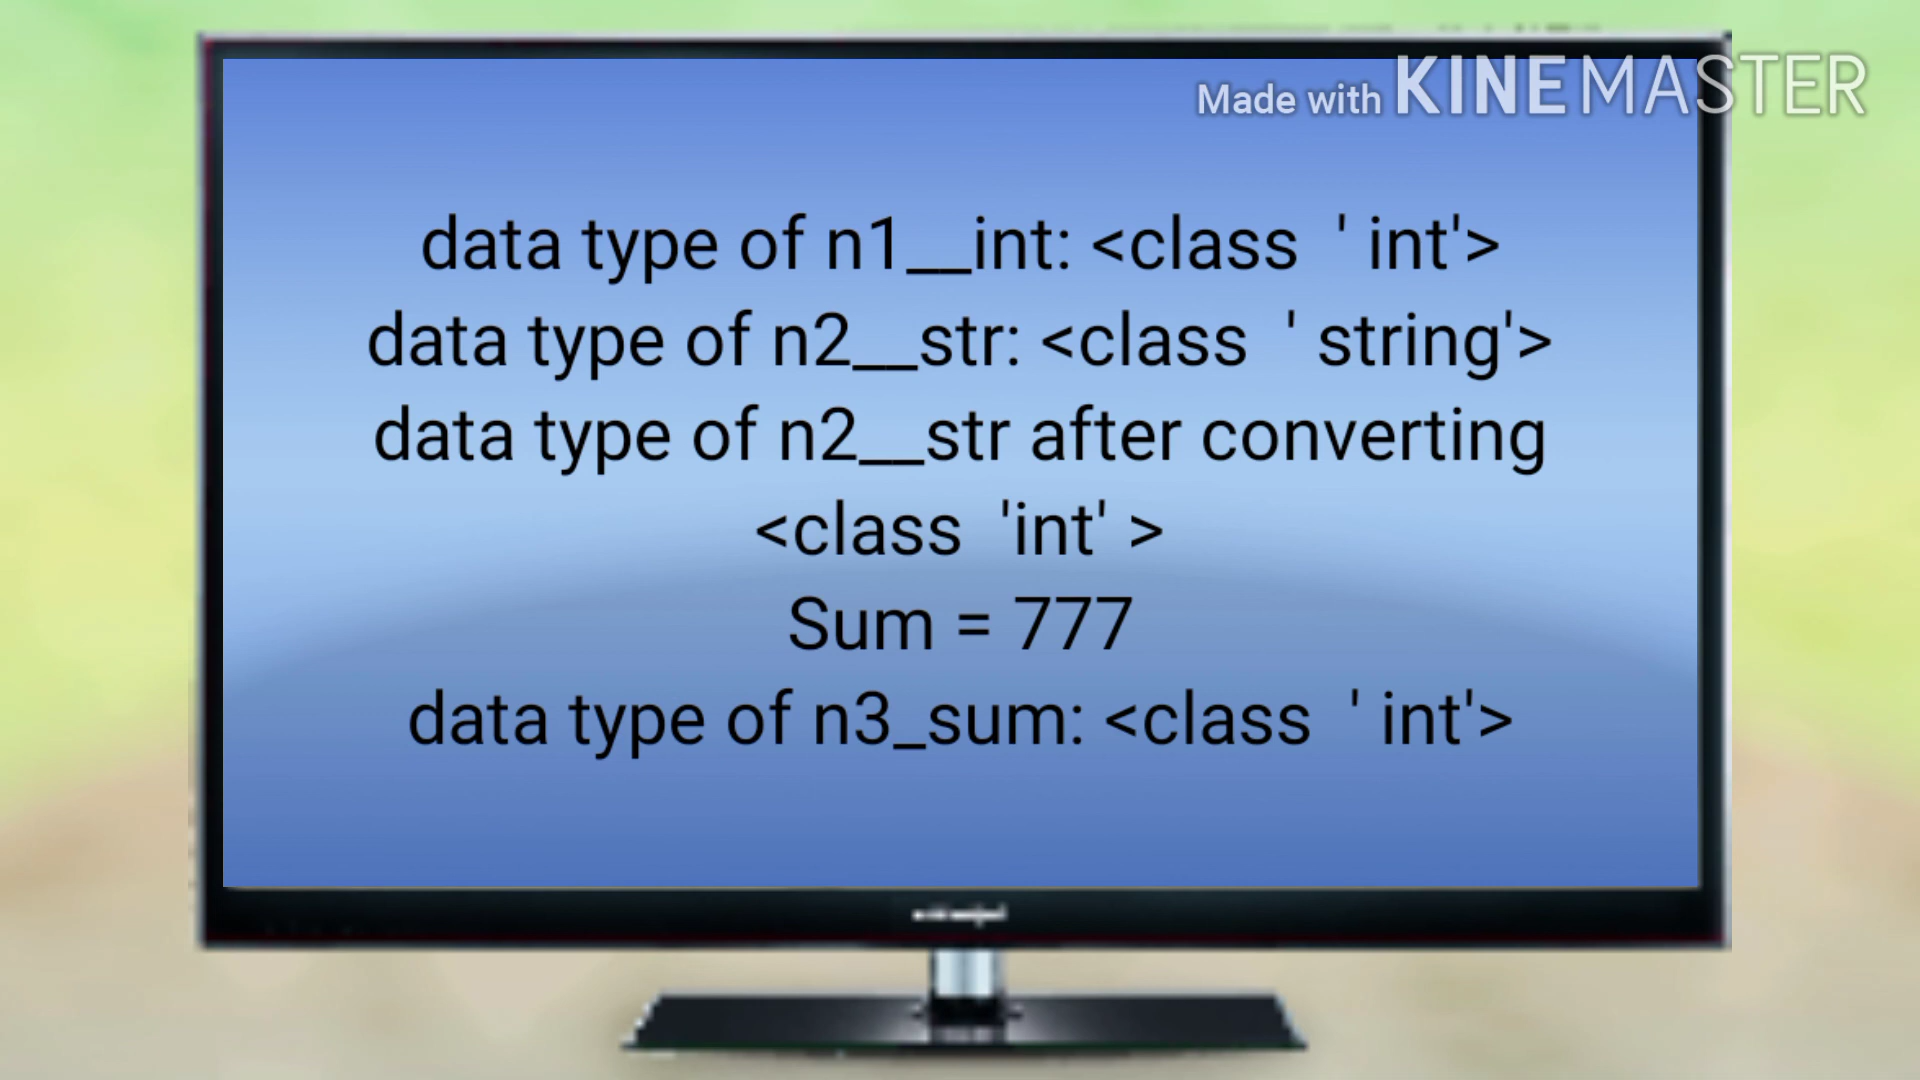 Made with KINEMASTER
data type of n1__int: <class ' int'>
data type of n2__str: <class ' string'>
data type of n2__str after converting
<class 'int' >
Sum = 777
data type of n3_sum: <class ' int'>